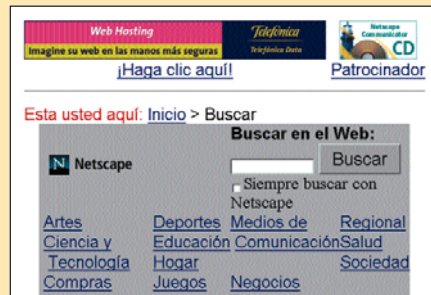 Web Hosting
Imagine su web en las manos más seguras
Telefónica
Telefónica Data
Netscape
Communicator
CD
¡Haga clic aquí!
Patrocinador
Esta usted aquí: Inicio > Buscar
Buscar en el Web:
N Netscape
Buscar
Siempre buscar con
Netscape
Artes Deportes Medios de Regional
Ciencia y Educación Comunicación Salud
Tecnología Hogar Sociedad
Compras Juegos Negocios